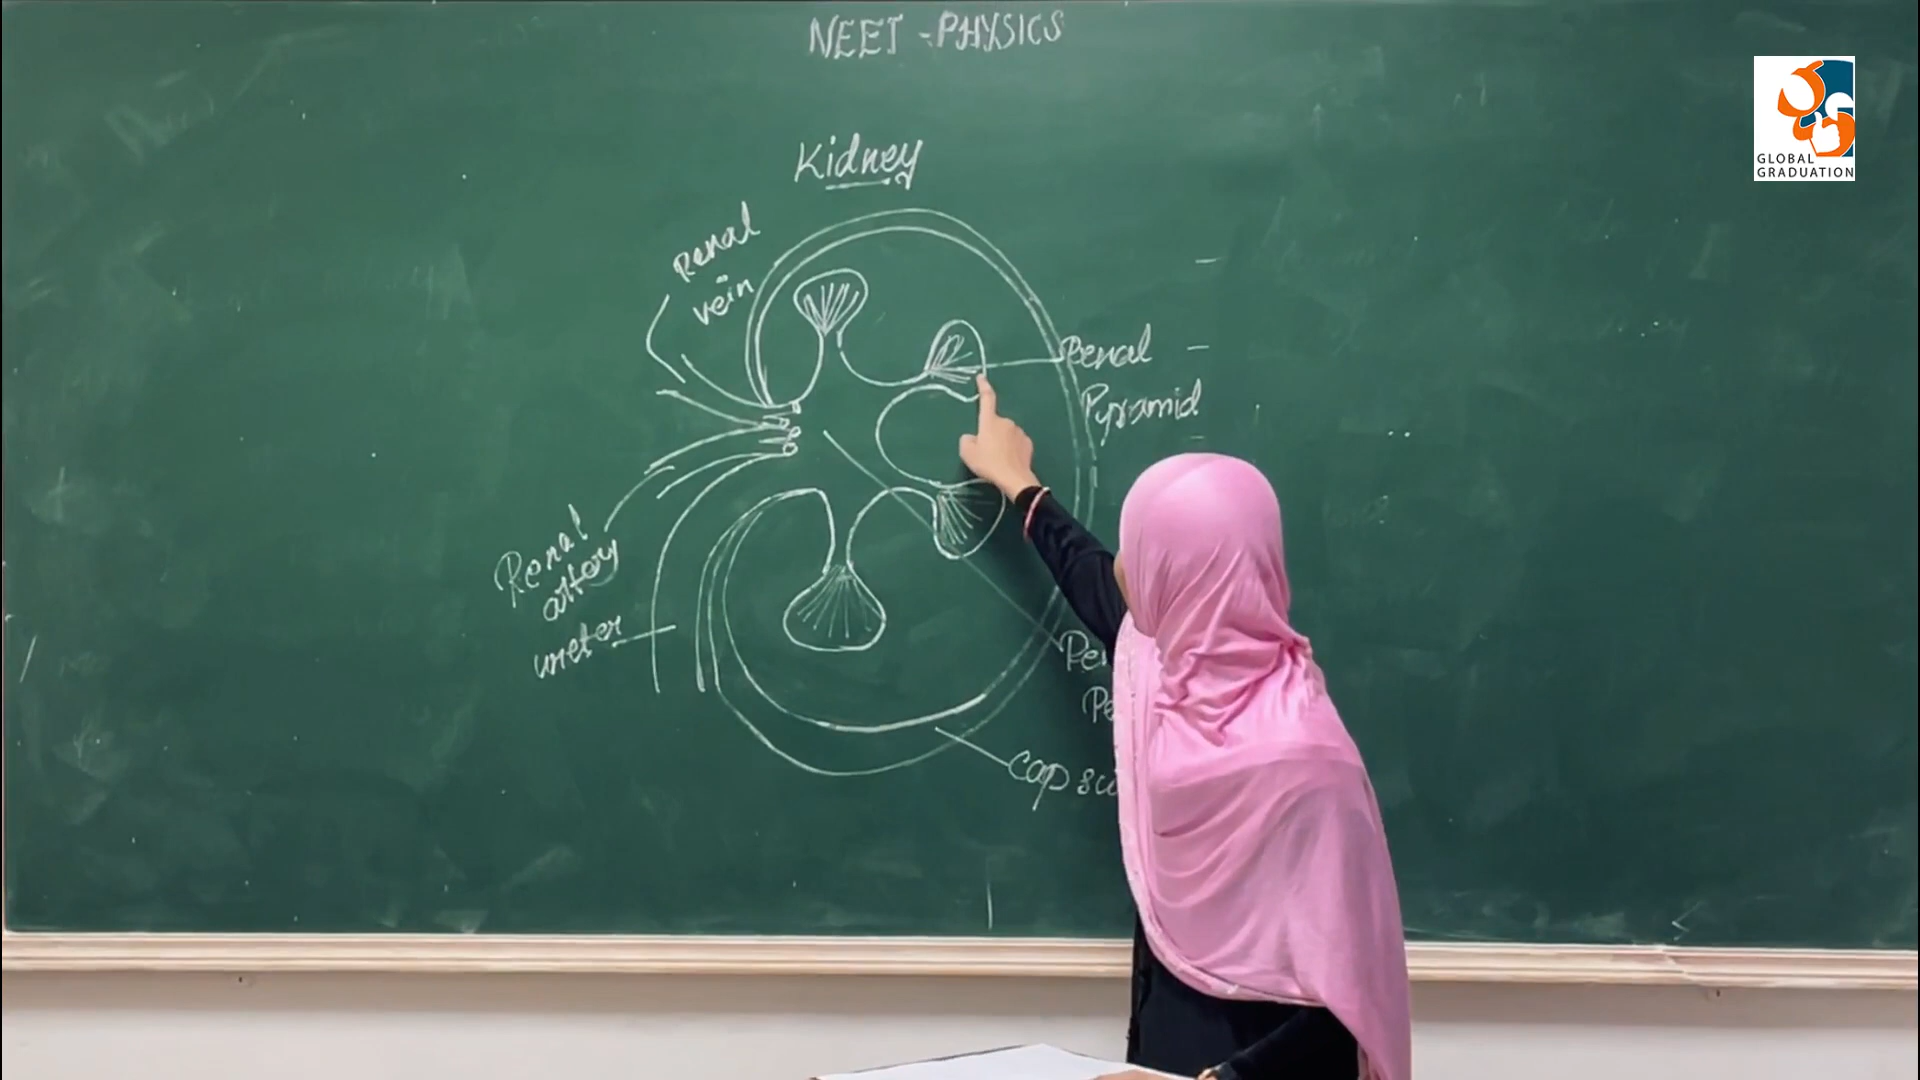 NEET - PHYSICS
GLOBAL
GRADUATION
Kidney
Renal
vein
Renal
Pyramid
Renal
artery
ureter